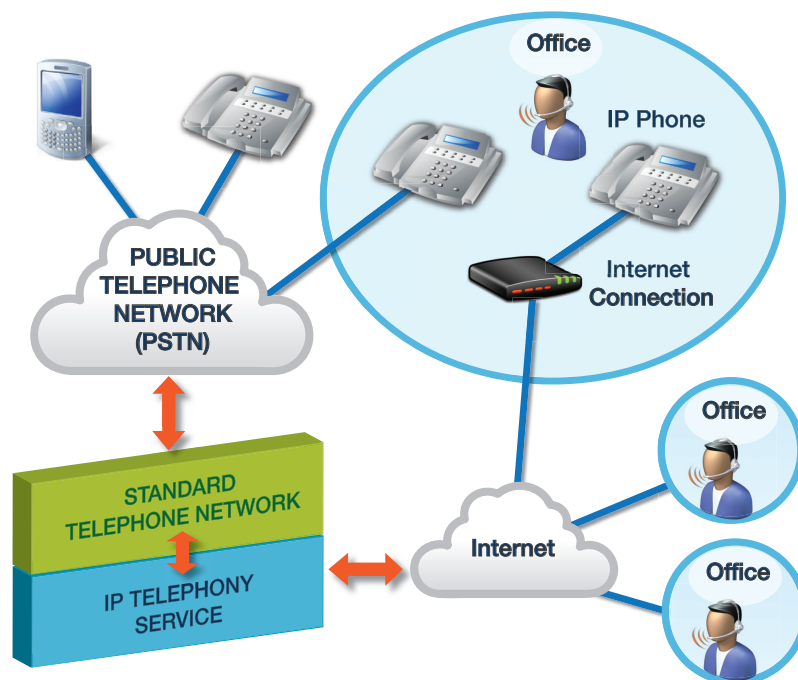 Office
IP Phone
PUBLIC
TELEPHONE
NETWORK
(PSTN)
Internet
Connection
Office
STANDARD
TELEPHONE NETWORK
Internet
IP TELEPHONY
SERVICE
Office